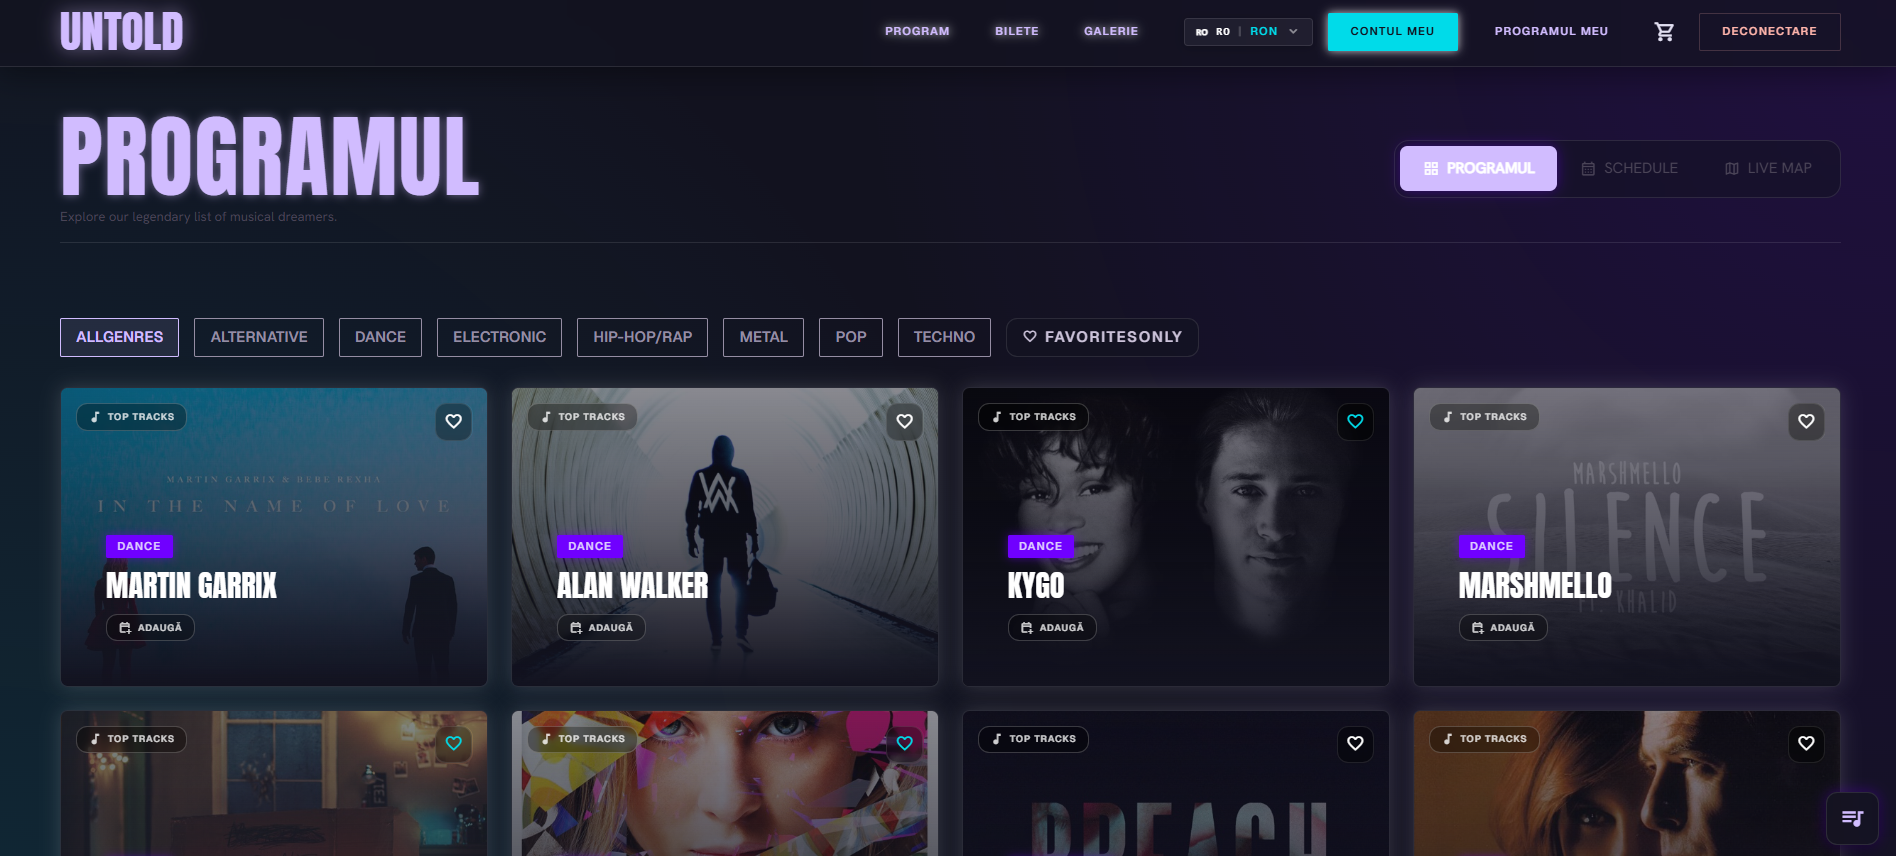 UNTOLD
PROGRAM
BILETE
GALERIE
RO RO | RON
CONTUL MEU
PROGRAMUL MEU
DECONECTARE
PROGRAMUL
Explore our legendary list of musical dreamers.
PROGRAMUL
SCHEDULE
LIVE MAP
ALLGENRES
ALTERNATIVE
DANCE
ELECTRONIC
HIP-HOP/RAP
METAL
POP
TECHNO
FAVORITESONLY
TOP TRACKS
MARTIN GARRIX & BEBE REXHA
IN THE NAME OF LOVE
DANCE
MARTIN GARRIX
ADAUGĂ
TOP TRACKS
DANCE
ALAN WALKER
ADAUGĂ
TOP TRACKS
DANCE
KYGO
ADAUGĂ
TOP TRACKS
MARSHMELLO
SILENCE
DANCE
MARSHMELLO
FT. KHALID
ADAUGĂ
TOP TRACKS
TOP TRACKS
TOP TRACKS
BREACH
TOP TRACKS